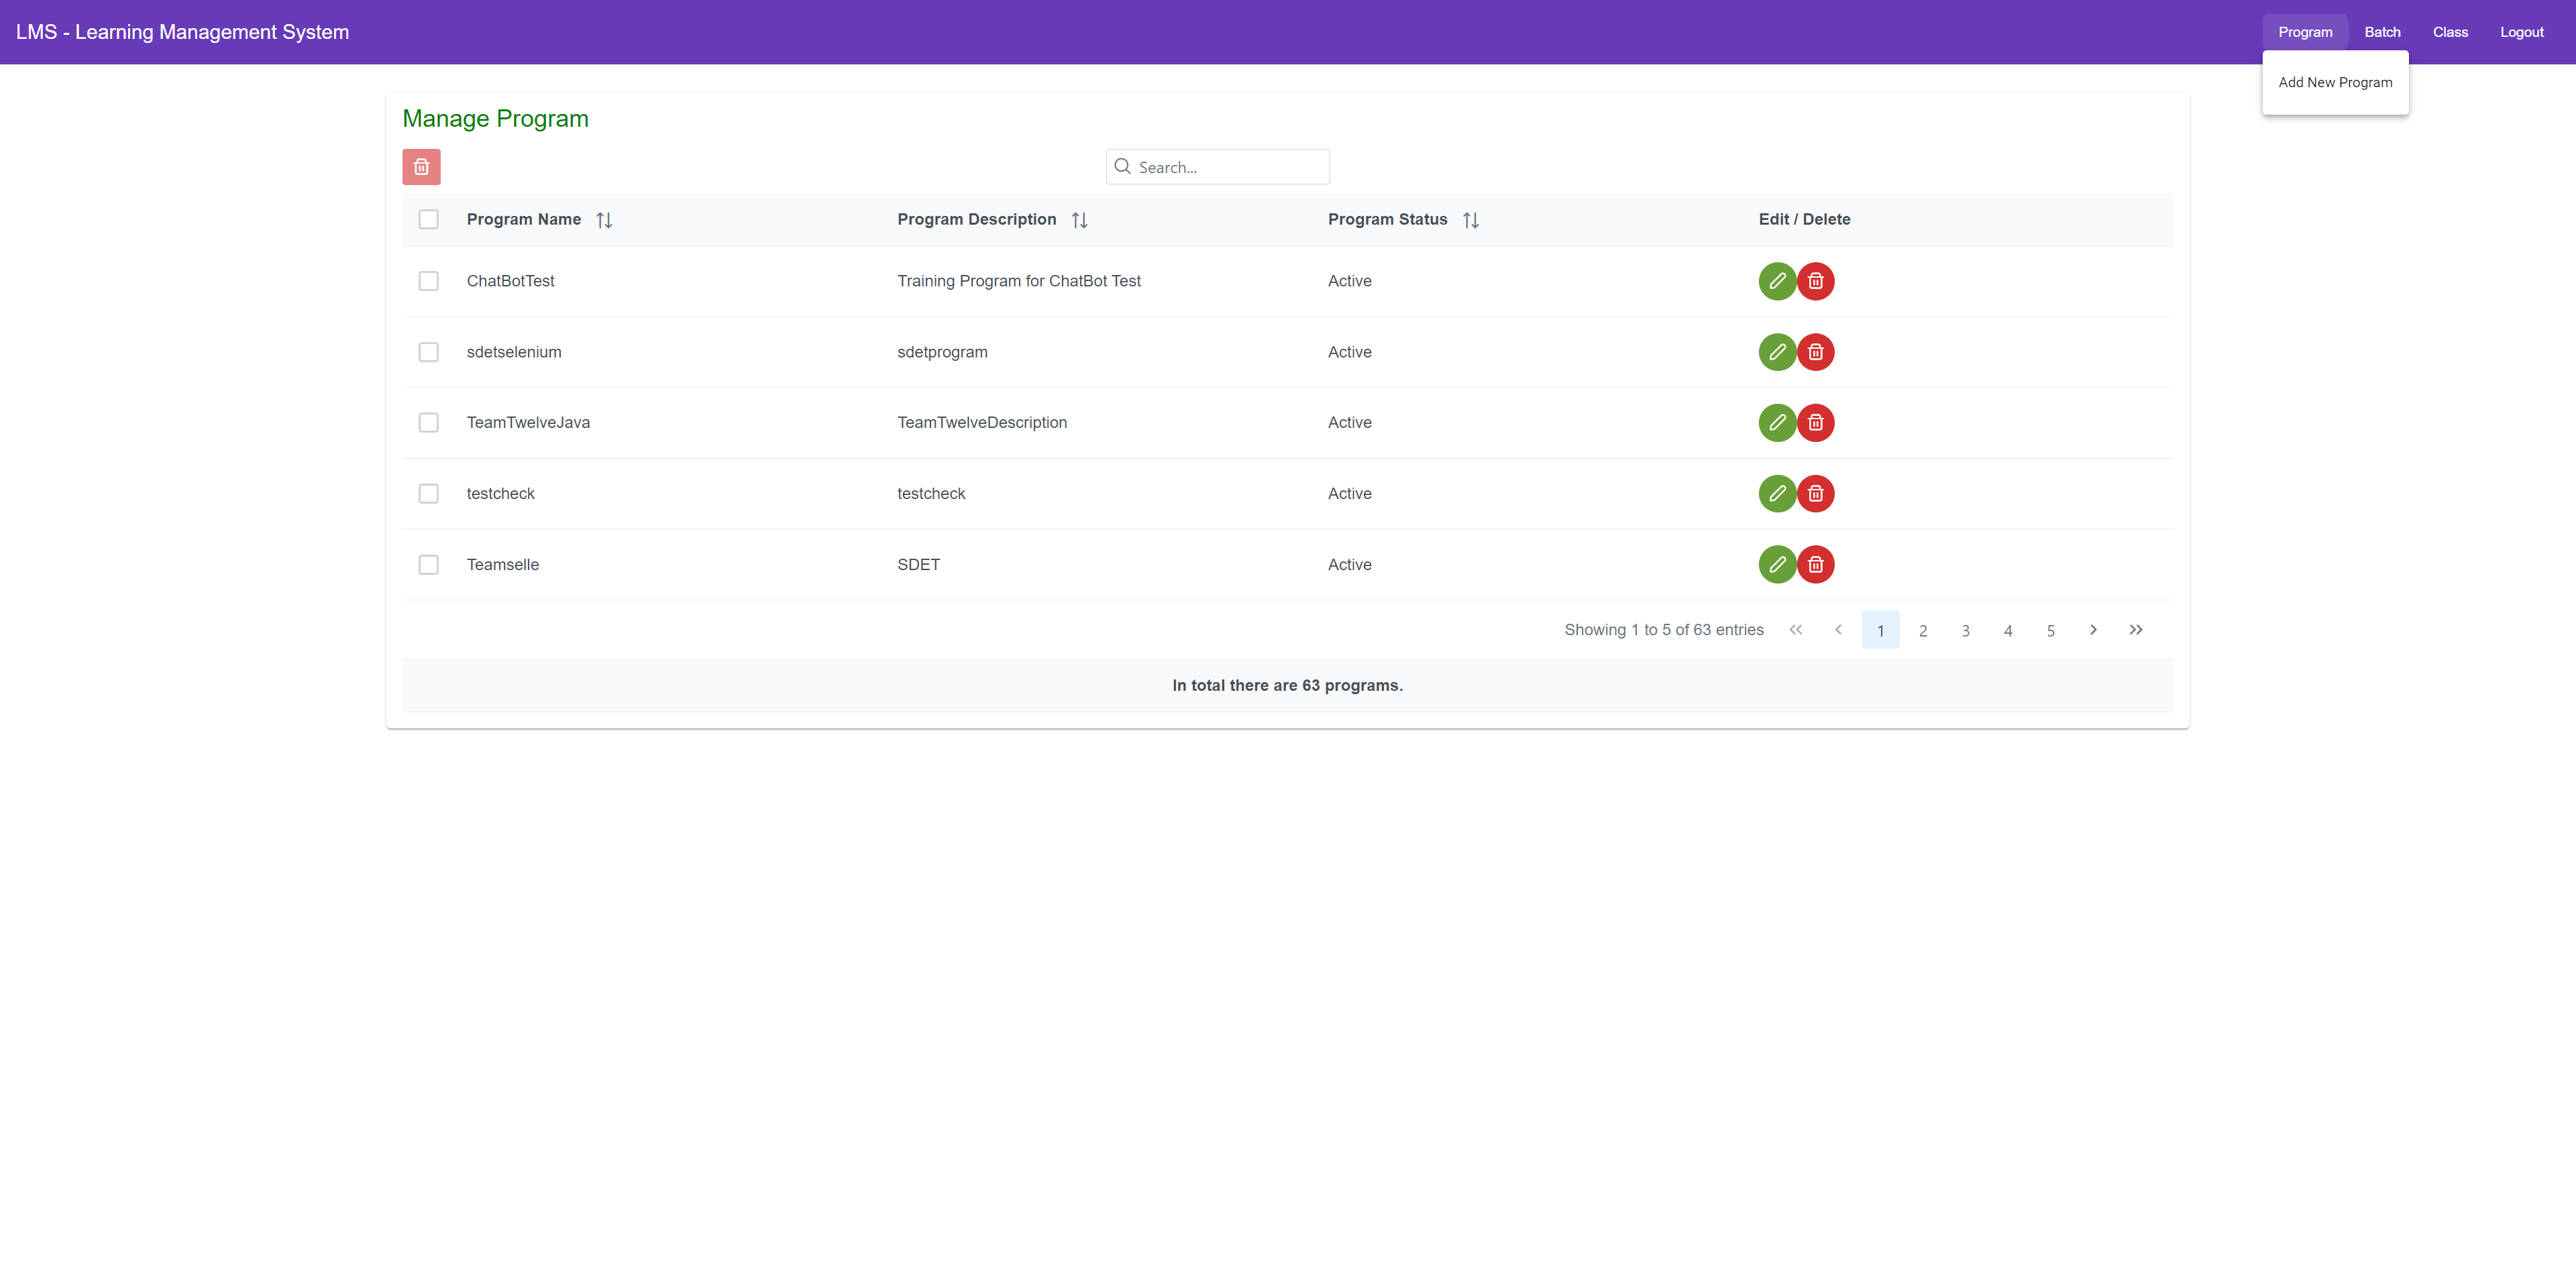 LMS - Learning Management System
Program Batch Class Logout
Add New Program
Manage Program
Search...
Program Name Program Description Program Status Edit / Delete
ChatBotTest Training Program for ChatBot Test Active
sdetselenium sdetprogram Active
TeamTwelveJava TeamTwelveDescription Active
testcheck testcheck Active
Teamselle SDET Active
Showing 1 to 5 of 63 entries 1 2 3 4 5
In total there are 63 programs.